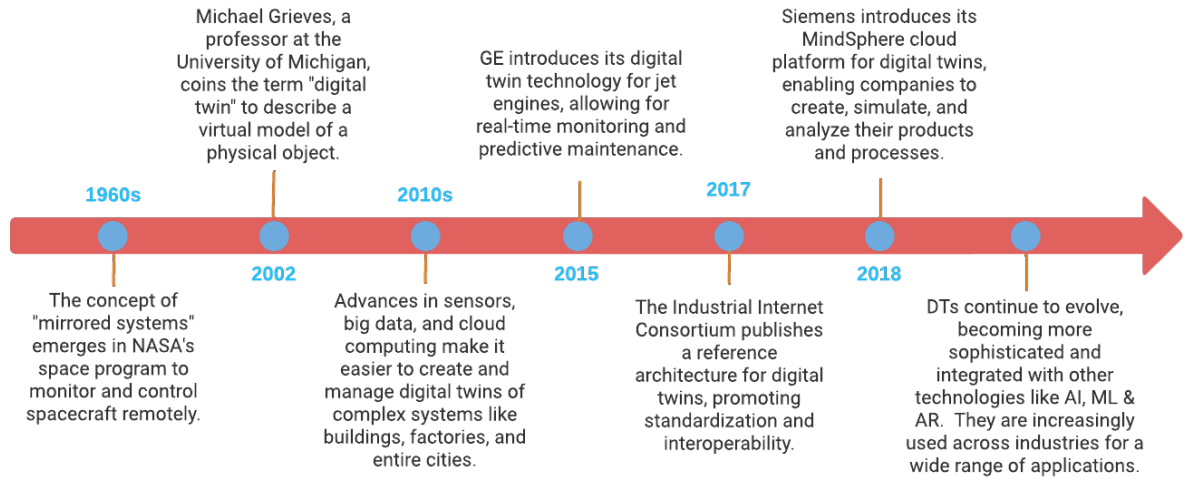 Michael Grieves, a
professor at the
University of Michigan,
coins the term "digital
twin" to describe a
virtual model of a
physical object.
GE introduces its digital
twin technology for jet
engines, allowing for
real-time monitoring and
predictive maintenance.
Siemens introduces its
MindSphere cloud
platform for digital twins,
enabling companies to
create, simulate, and
analyze their products
and processes.
1960s
2010s
2017
2002
2015
2018
The concept of
"mirrored systems"
emerges in NASA's
space program to
monitor and control
spacecraft remotely.
Advances in sensors,
big data, and cloud
computing make it
easier to create and
manage digital twins of
complex systems like
buildings, factories, and
entire cities.
The Industrial Internet
Consortium publishes
a reference
architecture for digital
twins, promoting
standardization and
interoperability.
DTs continue to evolve,
becoming more
sophisticated and
integrated with other
technologies like AI, ML &
AR. They are increasingly
used across industries for a
wide range of applications.